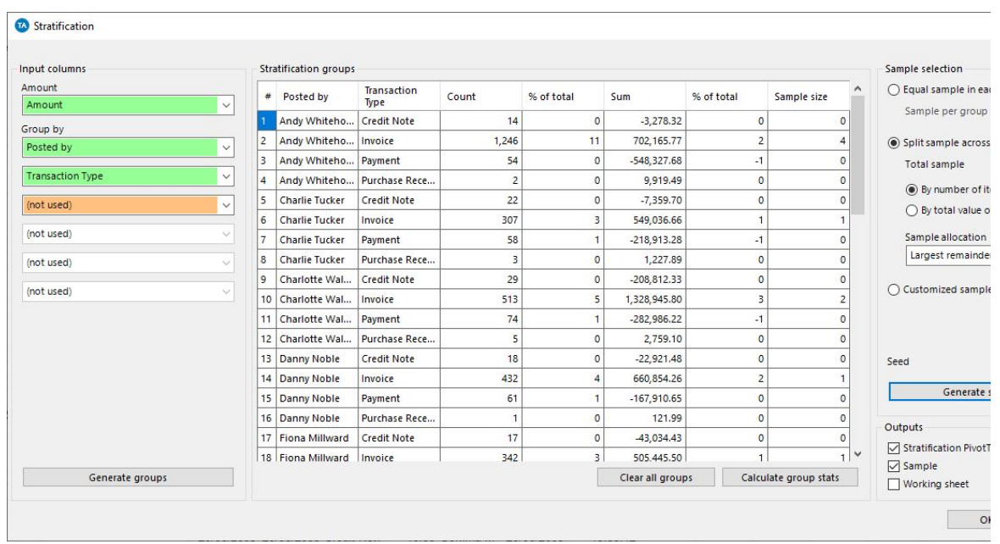 TA Stratification
Input columns
Amount
Amount
Group by
Posted by
Transaction Type
(not used)
(not used)
(not used)
(not used)
Generate groups
Stratification groups
# Posted by Transaction Type Count % of total Sum % of total Sample size
1 Andy Whiteho... Credit Note 14 0 -3,278.32 0 0
2 Andy Whiteho... Invoice 1,246 11 702,165.77 2 4
3 Andy Whiteho... Payment 54 0 -548,327.68 -1 0
4 Andy Whiteho... Purchase Rece... 2 0 9,919.49 0 0
5 Charlie Tucker Credit Note 22 0 -7,359.70 0 0
6 Charlie Tucker Invoice 307 3 549,036.66 1 1
7 Charlie Tucker Payment 58 1 -218,913.28 -1 0
8 Charlie Tucker Purchase Rece... 3 0 1,227.89 0 0
9 Charlotte Wal... Credit Note 29 0 -208,812.33 0 0
10 Charlotte Wal... Invoice 513 5 1,328,945.80 3 2
11 Charlotte Wal... Payment 74 1 -282,986.22 -1 0
12 Charlotte Wal... Purchase Rece... 5 0 2,759.10 0 0
13 Danny Noble Credit Note 18 0 -22,921.48 0 0
14 Danny Noble Invoice 432 4 660,854.26 2 1
15 Danny Noble Payment 61 1 -167,910.65 0 0
16 Danny Noble Purchase Rece... 1 0 121.99 0 0
17 Fiona Millward Credit Note 17 0 -43,034.43 0 0
18 Fiona Millward Invoice 342 3 505,445.50 1 1
Clear all groups Calculate group stats
Sample selection
Equal sample in eac
Sample per group
Split sample across
Total sample
By number of it
By total value o
Sample allocation
Largest remainde
Customized sample
Seed
Generate s
Outputs
Stratification PivotT
Sample
Working sheet
OK